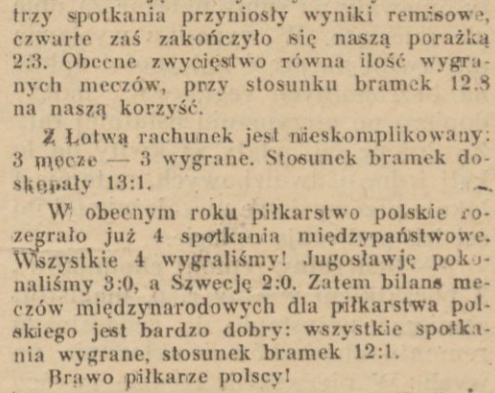 trzy spotkania przyniosły wyniki remisowe,
czwarte zaś zakończyło się naszą porażką
2:3. Obecne zwycięstwo równa ilość wygra-
nych meczów, przy stosunku bramek 12.8
na naszą korzyść.
Z Łotwą rachunek jest nieskomplikowany:
3 mecze — 3 wygrane. Stosunek bramek do-
skopały 13:1.
W obecnym roku piłkarstwo polskie ro-
zegrało już 4 spotkania międzypaństwowe.
Wszystkie 4 wygraliśmy! Jugosławję poko-
naliśmy 3:0, a Szwecję 2:0. Zatem bilans me-
czów międzynarodowych dla piłkarstwa pol-
skiego jest bardzo dobry: wszystkie spotka-
nia wygrane, stosunek bramek 12:1.
Brawo piłkarze polscy!